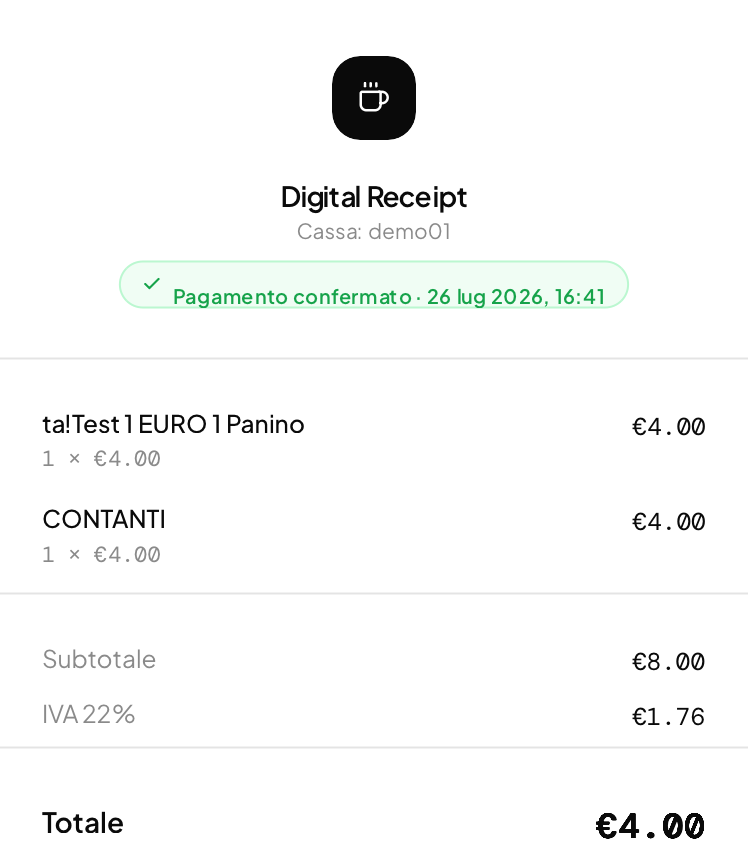 Digital Receipt
Cassa: demo01
Pagamento confermato · 26 lug 2026, 16:41
ta!Test 1 EURO 1 Panino €4.00
1 × €4.00
CONTANTI €4.00
1 × €4.00
Subtotale €8.00
IVA 22% €1.76
Totale €4.00